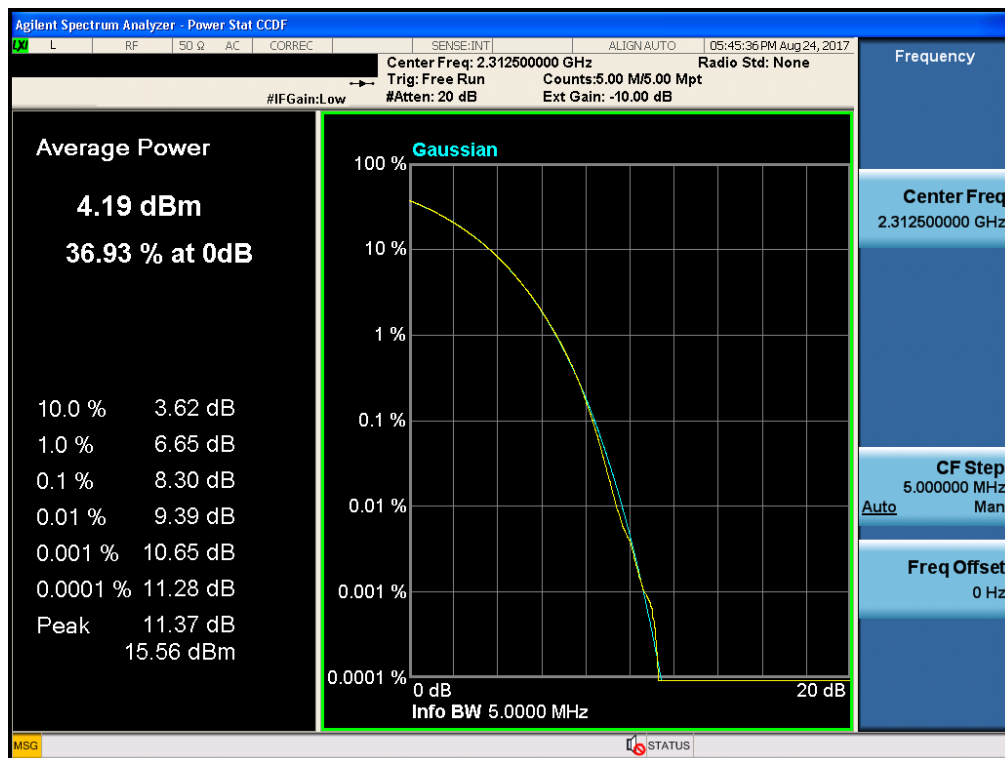 Agilent Spectrum Analyzer - Power Stat CCDF
LXI L RF 50 Ω AC CORREC SENSE:INT ALIGN AUTO 05:45:36 PM Aug 24, 2017
Center Freq: 2.312500000 GHz Radio Std: None
Trig: Free Run Counts:5.00 M/5.00 Mpt
#IFGain:Low #Atten: 20 dB Ext Gain: -10.00 dB
Frequency
Average Power
4.19 dBm
36.93 % at 0dB
10.0 % 3.62 dB
1.0 % 6.65 dB
0.1 % 8.30 dB
0.01 % 9.39 dB
0.001 % 10.65 dB
0.0001 % 11.28 dB
Peak 11.37 dB
15.56 dBm
Gaussian
100 %
10 %
1 %
0.1 %
0.01 %
0.001 %
0.0001 %
0 dB 20 dB
Info BW 5.0000 MHz
Center Freq
2.312500000 GHz
CF Step
5.000000 MHz
Auto Man
Freq Offset
0 Hz
MSG STATUS